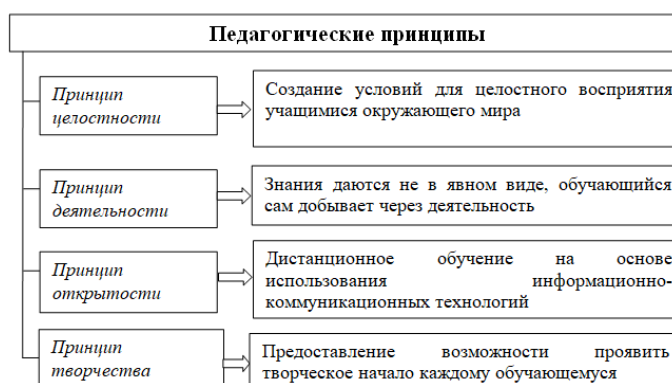 Педагогические принципы
Принцип
целостности
Создание условий для целостного восприятия
учащимися окружающего мира
Принцип
деятельности
Знания даются не в явном виде, обучающийся
сам добывает через деятельность
Принцип
открытости
Дистанционное обучение на основе
использования информационно-
коммуникационных технологий
Принцип
творчества
Предоставление возможности проявить
творческое начало каждому обучающемуся